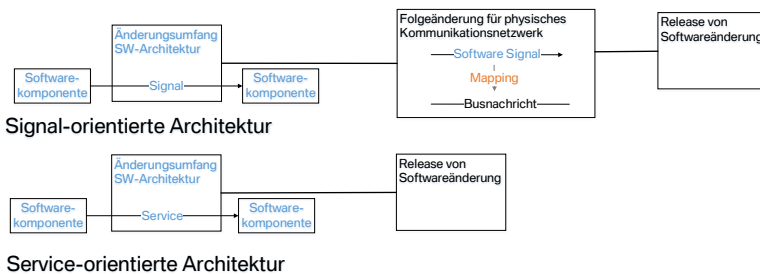 Änderungsumfang
SW-Architektur
Software-
komponente
Signal
Software-
komponente
Folgeänderung für physisches
Kommunikationsnetzwerk
Software Signal
Mapping
Busnachricht
Release von
Softwareänderung
Signal-orientierte Architektur
Änderungsumfang
SW-Architektur
Software-
komponente
Service
Software-
komponente
Release von
Softwareänderung
Service-orientierte Architektur